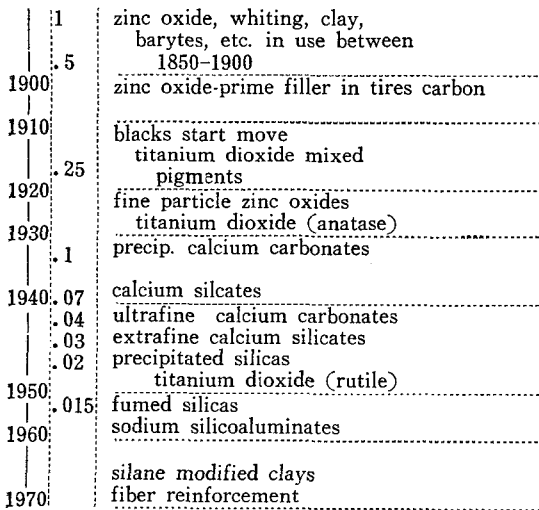 1 zinc oxide, whiting, clay,
barytes, etc. in use between
.5 1850–1900
1900 zinc oxide-prime filler in tires carbon
1910
blacks start move
titanium dioxide mixed
.25 pigments
1920
fine particle zinc oxides
titanium dioxide (anatase)
1930
.1 precip. calcium carbonates
1940 .07 calcium silcates
.04 ultrafine calcium carbonates
.03 extrafine calcium silicates
.02 precipitated silicas
titanium dioxide (rutile)
1950
.015 fumed silicas
1960 sodium silicoaluminates
silane modified clays
1970 fiber reinforcement